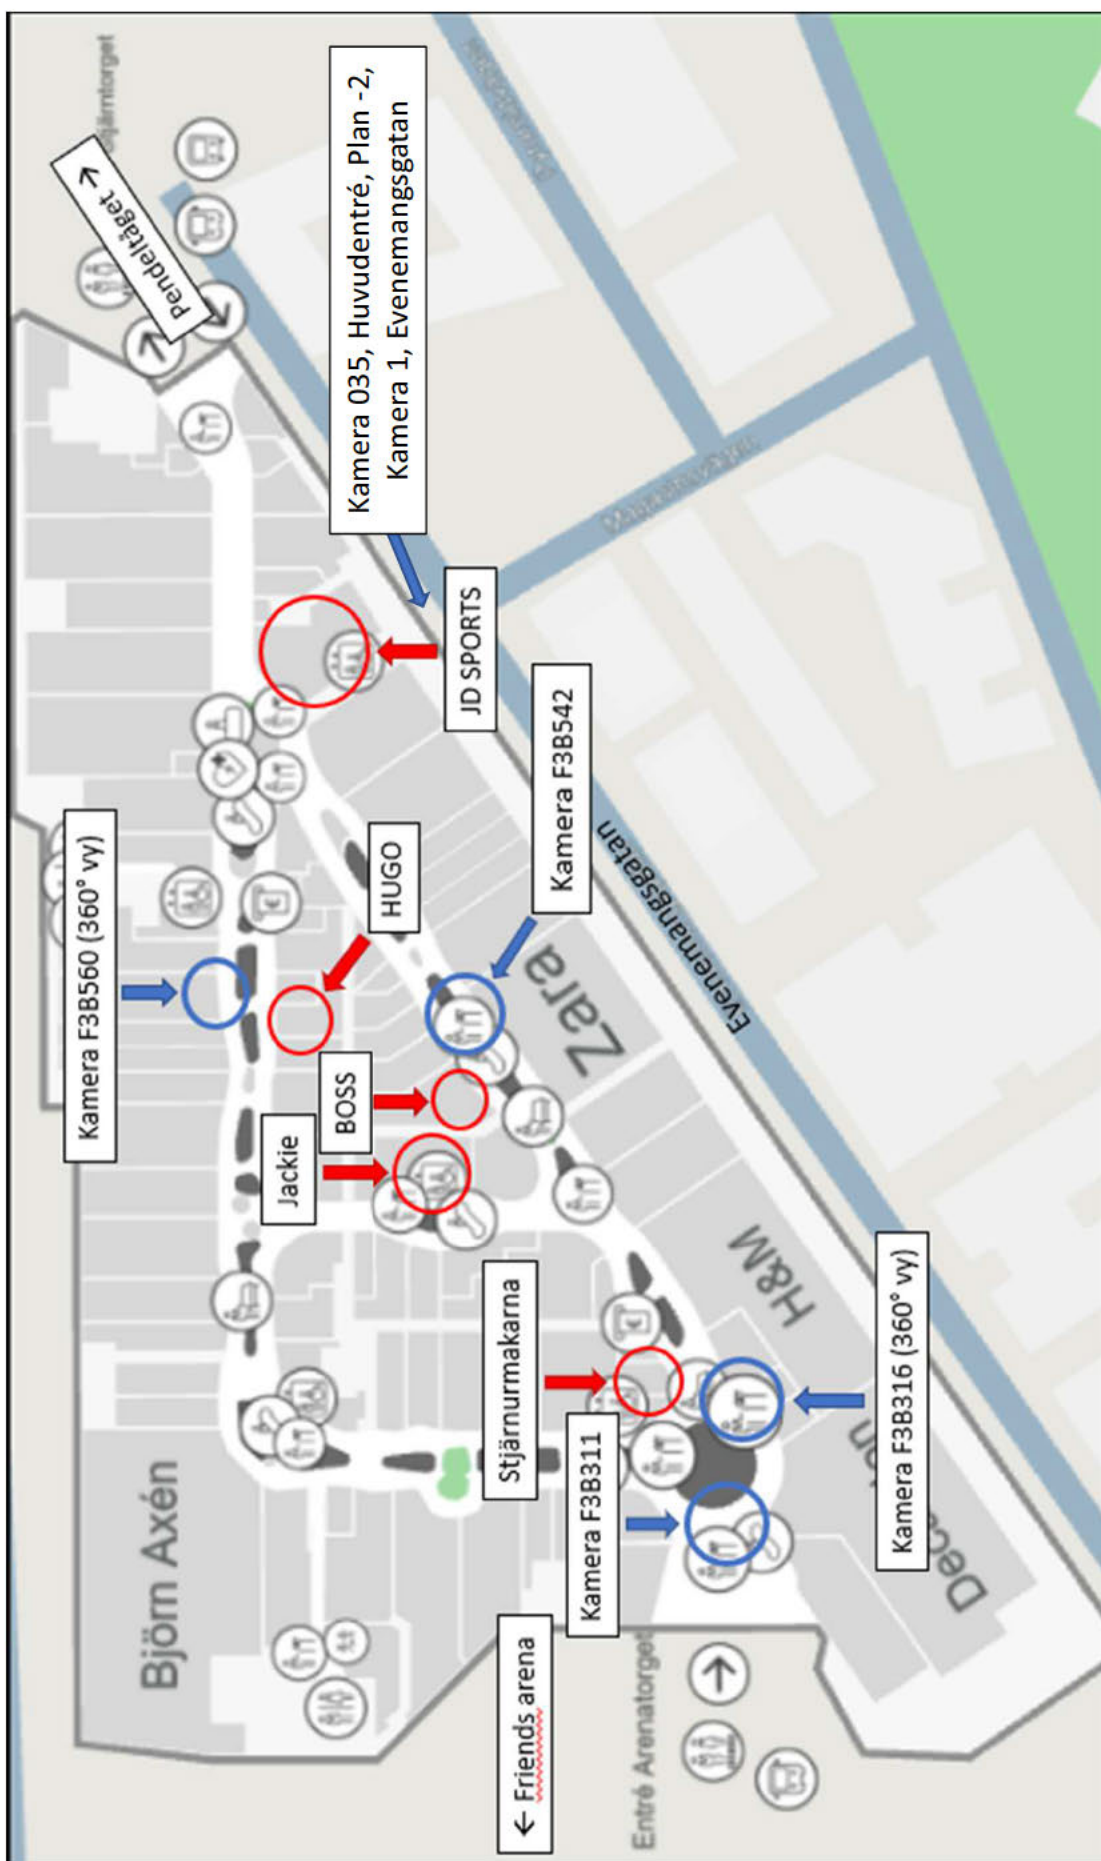 Björn Axén
← Friends arena
Entré Arenatorget
Kamera F3B311
Stjärnurmakarna
Kamera F3B316 (360° vy)
H&M
Jackie
BOSS
HUGO
Kamera F3B560 (360° vy)
Zara
Kamera F3B542
Evenemangsgatan
JD SPORTS
Kamera 035, Huvudentré, Plan -2,
Kamera 1, Evenemangsgatan
Pendeltåget →